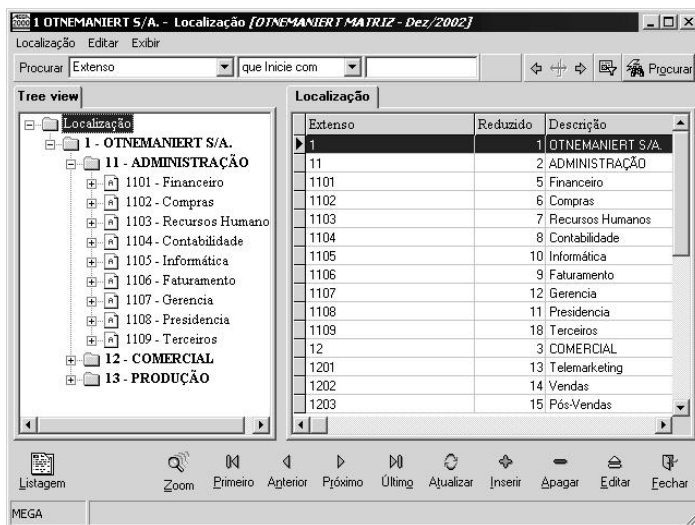 1 OTNEMANIERT S/A. - Localização [OTNEMANIERT MATRIZ - Dez/2002]
Localização Editar Exibir
Procurar Extenso que Inicie com Procurar
Tree view
Localização
1 - OTNEMANIERT S/A.
11 - ADMINISTRAÇÃO
1101 - Financeiro
1102 - Compras
1103 - Recursos Humano
1104 - Contabilidade
1105 - Informática
1106 - Faturamento
1107 - Gerencia
1108 - Presidencia
1109 - Terceiros
12 - COMERCIAL
13 - PRODUÇÃO
Localização
Extenso Reduzido Descrição
1 1 OTNEMANIERT S/A.
11 2 ADMINISTRAÇÃO
1101 5 Financeiro
1102 6 Compras
1103 7 Recursos Humanos
1104 8 Contabilidade
1105 10 Informática
1106 9 Faturamento
1107 12 Gerencia
1108 11 Presidencia
1109 18 Terceiros
12 3 COMERCIAL
1201 13 Telemarketing
1202 14 Vendas
1203 15 Pós-Vendas
Listagem Zoom Primeiro Anterior Próximo Último Atualizar Inserir Apagar Editar Fechar
MEGA